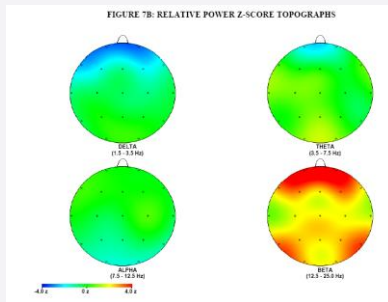 FIGURE 7B: RELATIVE POWER Z-SCORE TOPOGRAPHS
DELTA
(1.5 - 3.5 Hz)
THETA
(3.5 - 7.5 Hz)
ALPHA
(7.5 - 12.5 Hz)
BETA
(12.5 - 25.0 Hz)
-4.0 z
0 z
4.0 z